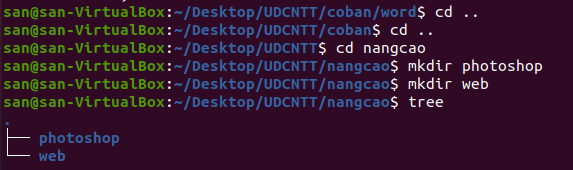 san@san-VirtualBox:~/Desktop/UDCNTT/coban/word$ cd ..
san@san-VirtualBox:~/Desktop/UDCNTT/coban$ cd ..
san@san-VirtualBox:~/Desktop/UDCNTT$ cd nangcao
san@san-VirtualBox:~/Desktop/UDCNTT/nangcao$ mkdir photoshop
san@san-VirtualBox:~/Desktop/UDCNTT/nangcao$ mkdir web
san@san-VirtualBox:~/Desktop/UDCNTT/nangcao$ tree
.
├── photoshop
└── web